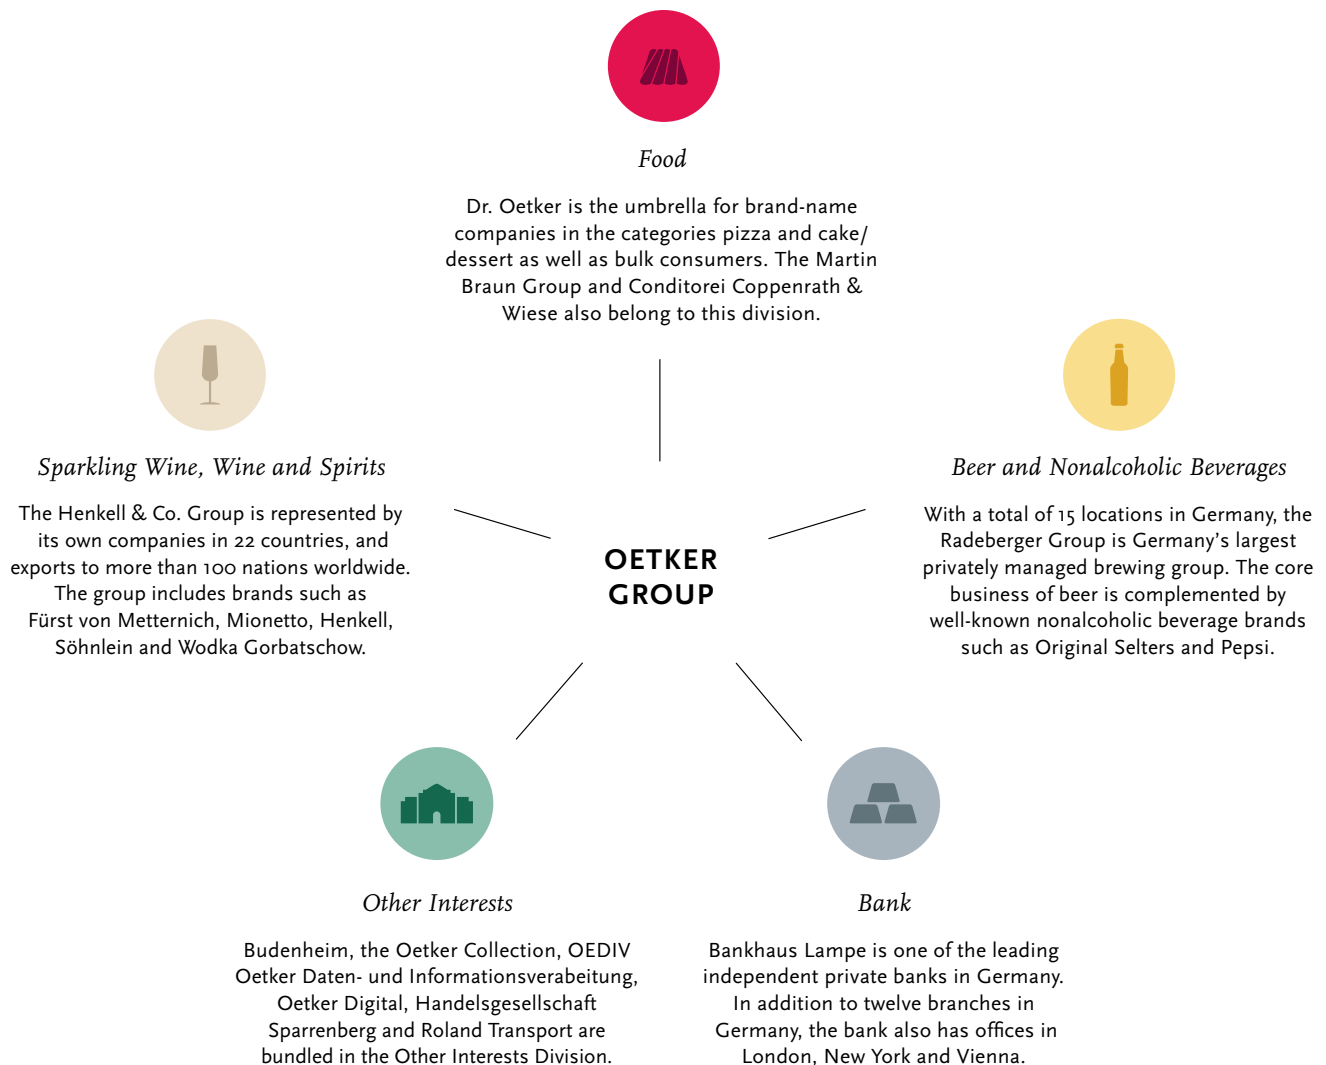 Food
Dr. Oetker is the umbrella for brand-name
companies in the categories pizza and cake/
dessert as well as bulk consumers. The Martin
Braun Group and Conditorei Coppenrath &
Wiese also belong to this division.
Sparkling Wine, Wine and Spirits
The Henkell & Co. Group is represented by
its own companies in 22 countries, and
exports to more than 100 nations worldwide.
The group includes brands such as
Fürst von Metternich, Mionetto, Henkell,
Söhnlein and Wodka Gorbatschow.
Beer and Nonalcoholic Beverages
With a total of 15 locations in Germany, the
Radeberger Group is Germany’s largest
privately managed brewing group. The core
business of beer is complemented by
well-known nonalcoholic beverage brands
such as Original Selters and Pepsi.
OETKER
GROUP
Other Interests
Budenheim, the Oetker Collection, OEDIV
Oetker Daten- und Informationsverabeitung,
Oetker Digital, Handelsgesellschaft
Sparrenberg and Roland Transport are
bundled in the Other Interests Division.
Bank
Bankhaus Lampe is one of the leading
independent private banks in Germany.
In addition to twelve branches in
Germany, the bank also has offices in
London, New York and Vienna.